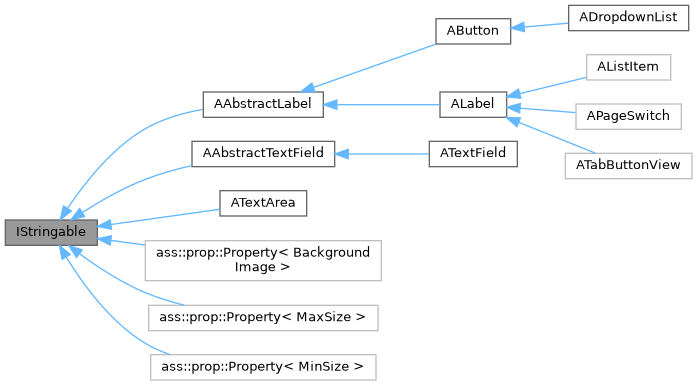 ADropdownList
AButton
AListItem
AAbstractLabel
ALabel
APageSwitch
AAbstractTextField
ATextField
ATabButtonView
ATextArea
IStringable
ass::prop::Property< Background
Image >
ass::prop::Property< MaxSize >
ass::prop::Property< MinSize >